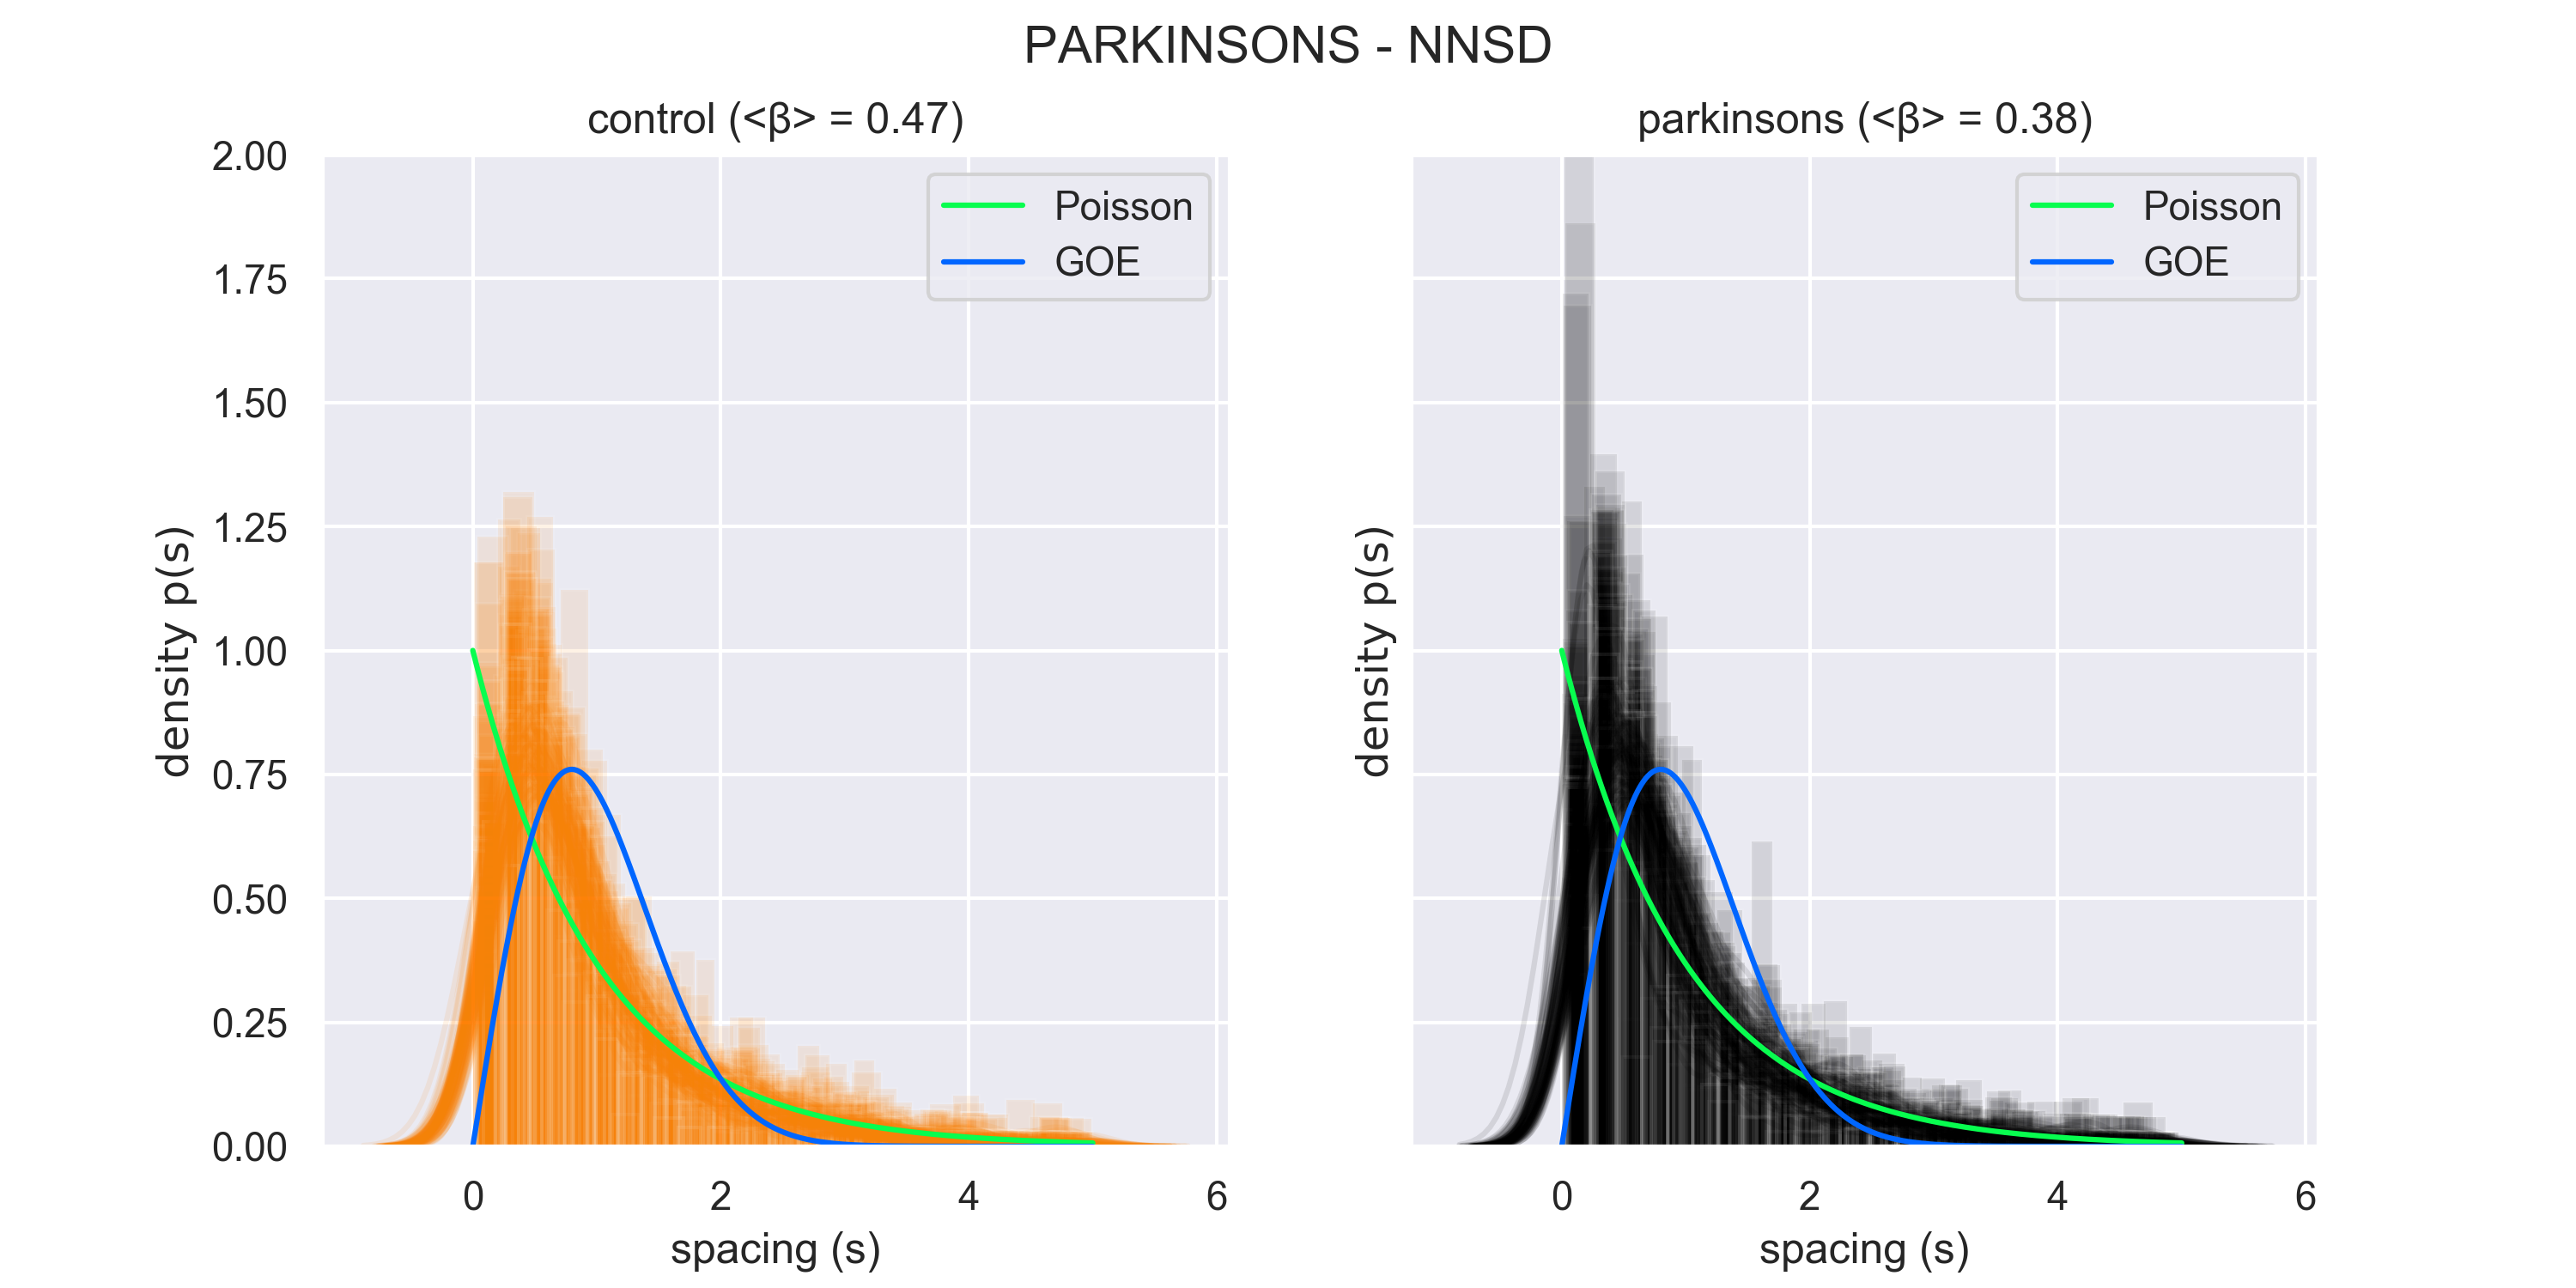 PARKINSONS - NNSD
control (<β> = 0.47)
2.00
1.75
1.50
1.25
1.00
0.75
0.50
0.25
0.00
density p(s)
Poisson
GOE
0 2 4 6
spacing (s)
parkinsons (<β> = 0.38)
density p(s)
Poisson
GOE
0 2 4 6
spacing (s)